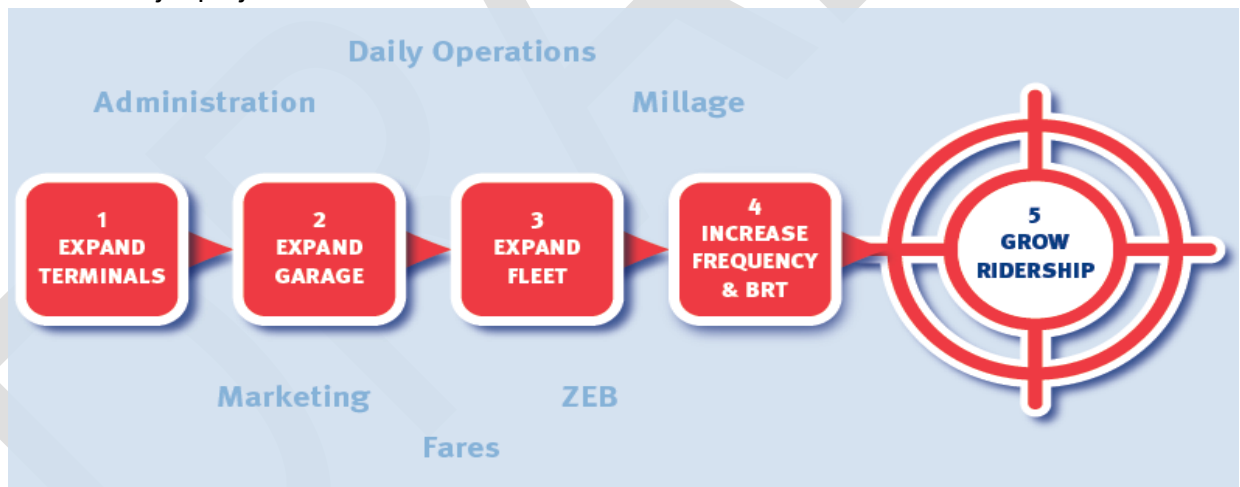 Daily Operations
Administration
Millage
1
EXPAND
TERMINALS
2
EXPAND
GARAGE
3
EXPAND
FLEET
4
INCREASE
FREQUENCY
& BRT
5
GROW
RIDERSHIP
Marketing
ZEB
Fares